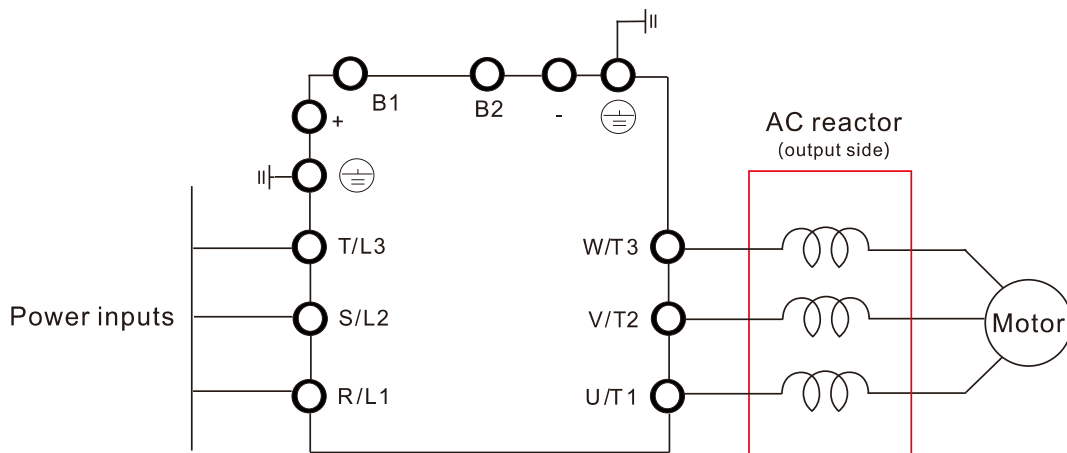 B1
B2
+
-
AC reactor
(output side)
T/L3
W/T3
Power inputs
S/L2
V/T2
Motor
R/L1
U/T1